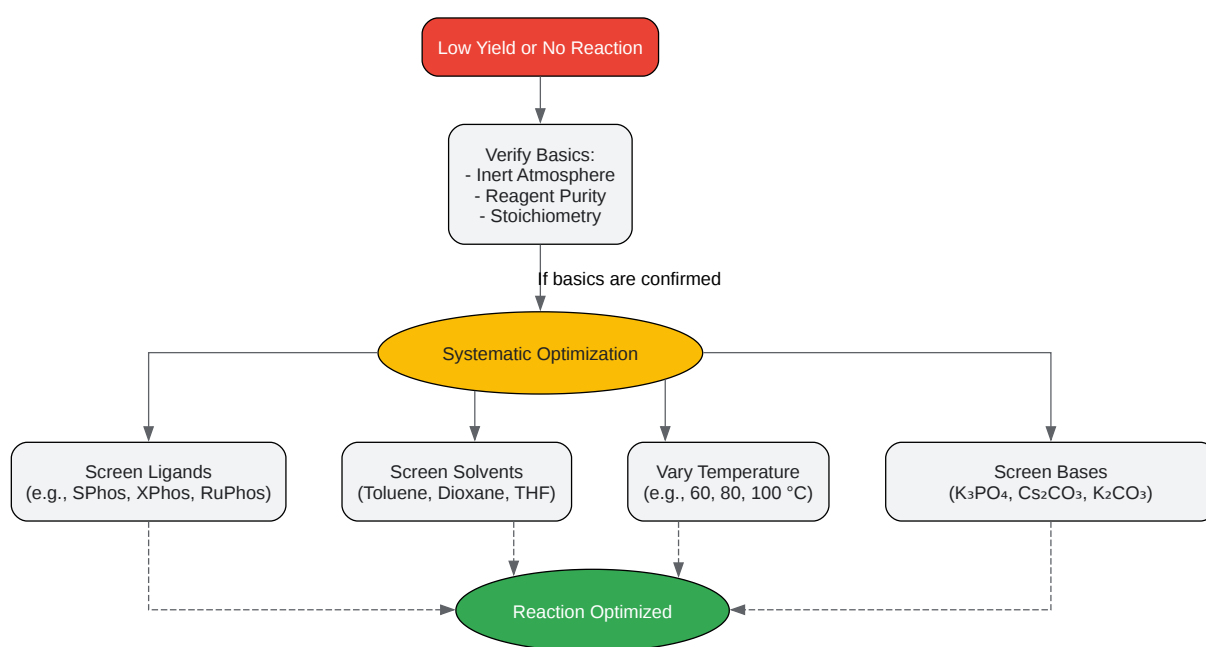 Low Yield or No Reaction
Verify Basics:
- Inert Atmosphere
- Reagent Purity
- Stoichiometry
If basics are confirmed
Systematic Optimization
Screen Ligands
(e.g., SPhos, XPhos, RuPhos)
Screen Solvents
(Toluene, Dioxane, THF)
Vary Temperature
(e.g., 60, 80, 100 °C)
Screen Bases
(K₃PO₄, Cs₂CO₃, K₂CO₃)
Reaction Optimized